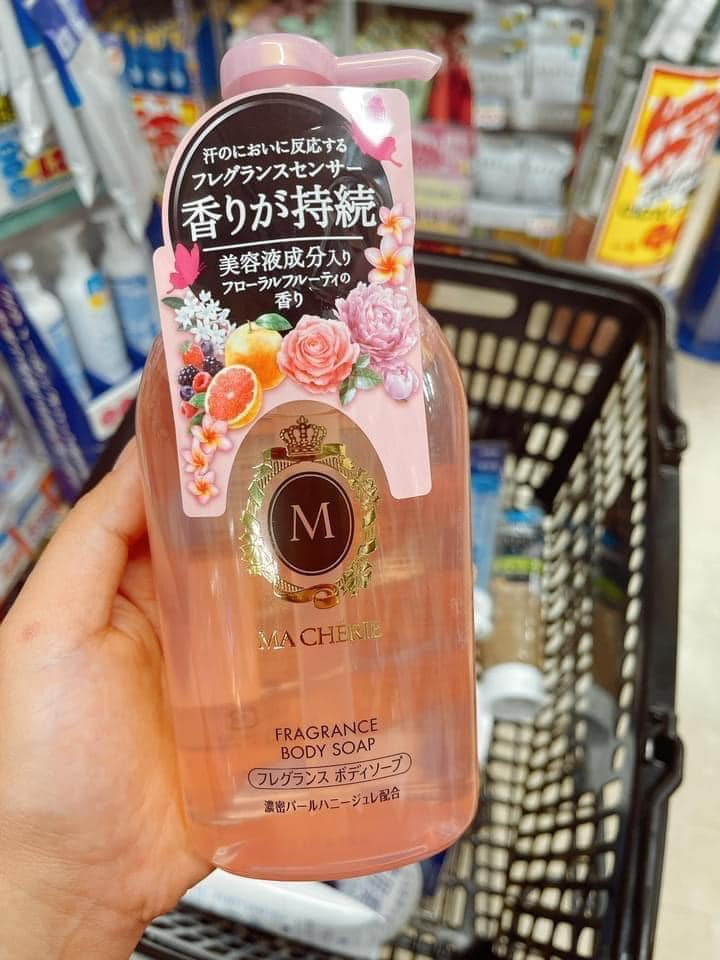 汗のにおいに反応する
フレグランスセンサー
香りが持続
美容液成分入り
フローラルフルーティの
香り
M
MA CHERIE
FRAGRANCE
BODY SOAP
フレグランス ボディソープ
濃密パールハニージュレ配合